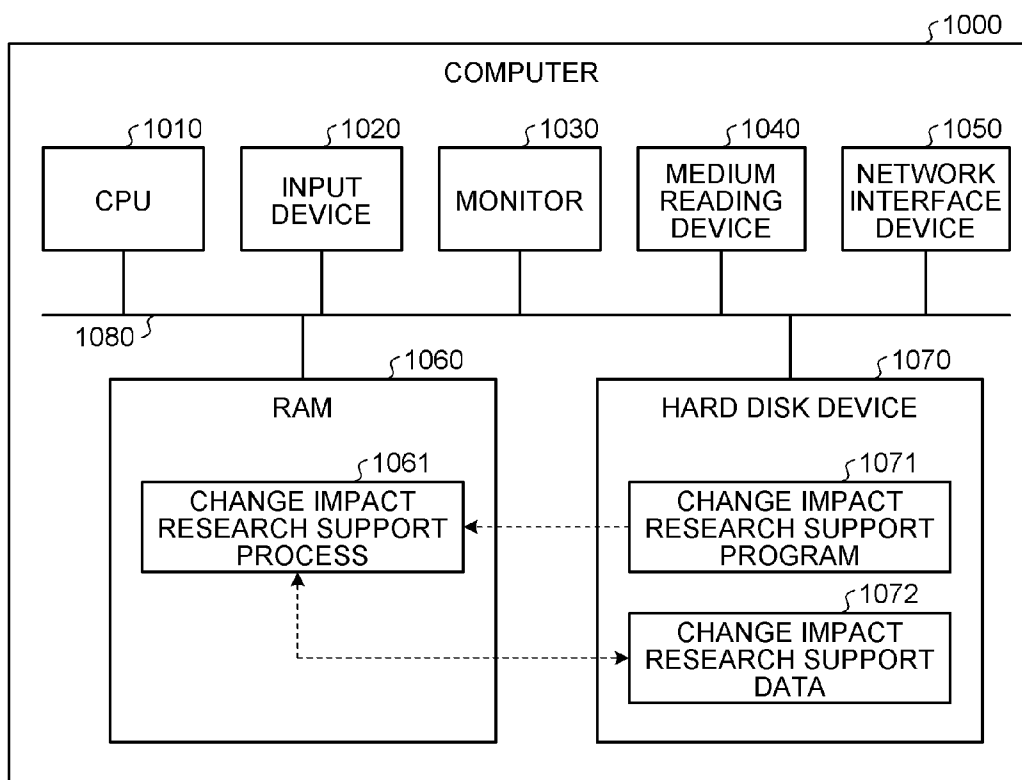 1000
COMPUTER
1010
1020
1030
1040
1050
CPU
INPUT
DEVICE
MONITOR
MEDIUM
READING
DEVICE
NETWORK
INTERFACE
DEVICE
1080
1060
1070
RAM
HARD DISK DEVICE
1061
CHANGE IMPACT
RESEARCH SUPPORT
PROCESS
1071
CHANGE IMPACT
RESEARCH SUPPORT
PROGRAM
1072
CHANGE IMPACT
RESEARCH SUPPORT
DATA